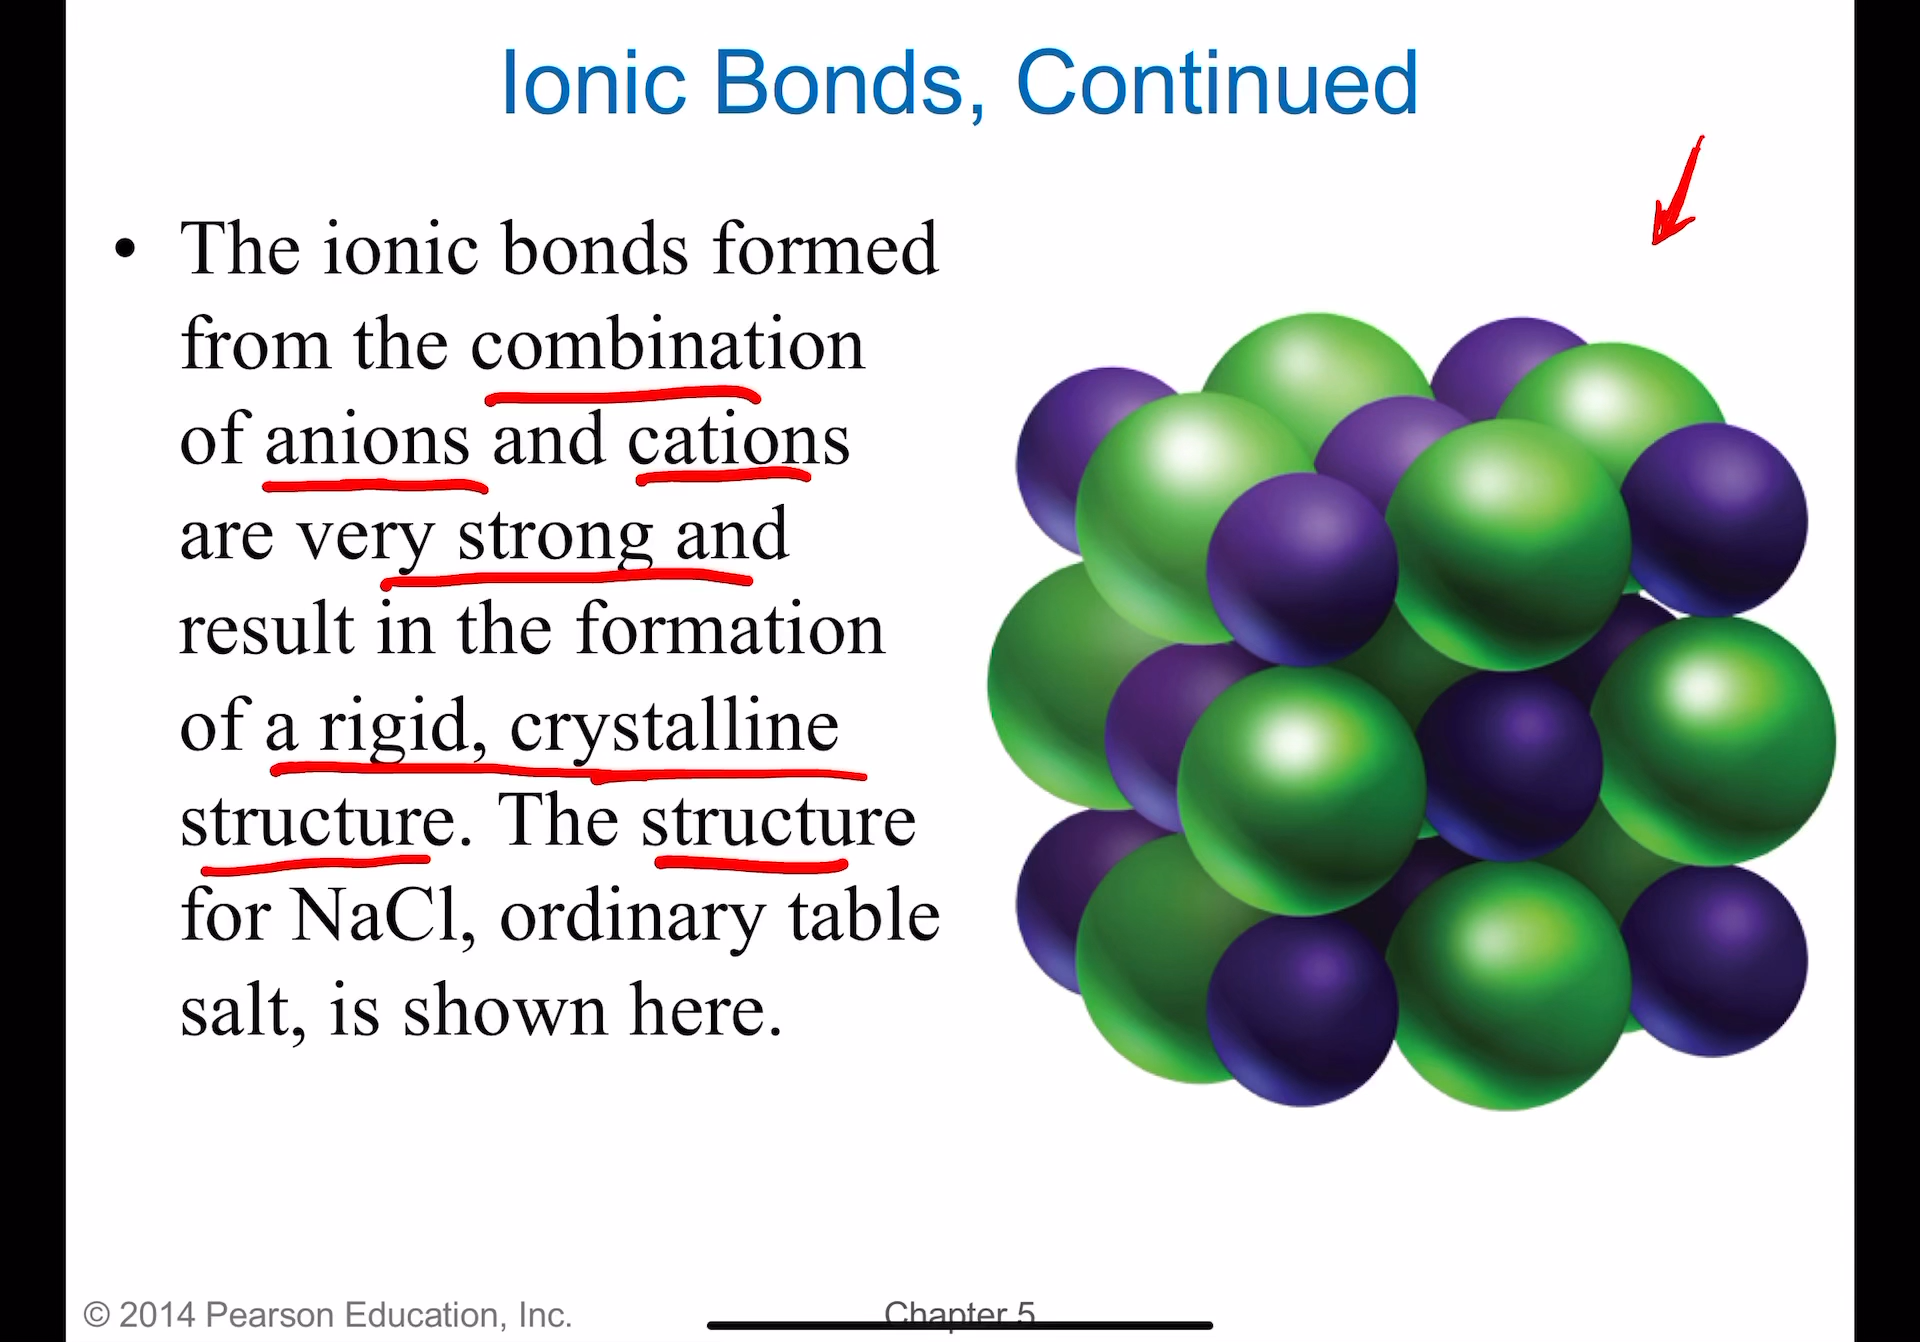 Ionic Bonds, Continued
• The ionic bonds formed
from the combination
of anions and cations
are very strong and
result in the formation
of a rigid, crystalline
structure. The structure
for NaCl, ordinary table
salt, is shown here.
© 2014 Pearson Education, Inc.
Chapter 5